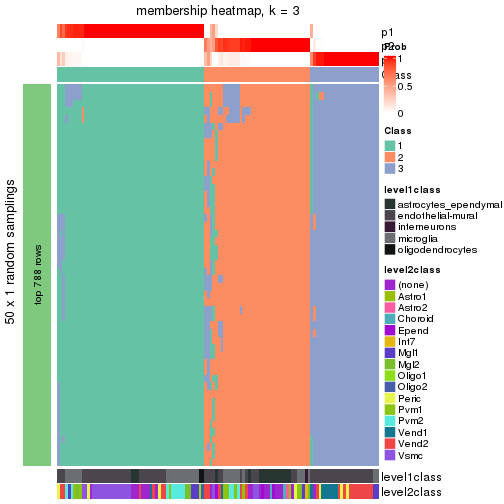 membership heatmap, k = 3
p1
p2
Prob
1
0.5
0
Class
Class
1
2
3
level1class
astrocytes_ependymal
endothelial-mural
interneurons
microglia
oligodendrocytes
level2class
(none)
Astro1
Astro2
Choroid
Epend
Int7
Mgl1
Mgl2
Oligo1
Oligo2
Peric
Pvm1
Pvm2
Vend1
Vend2
Vsmc
50 x 1 random samplings
top 788 rows
level1class
level2class